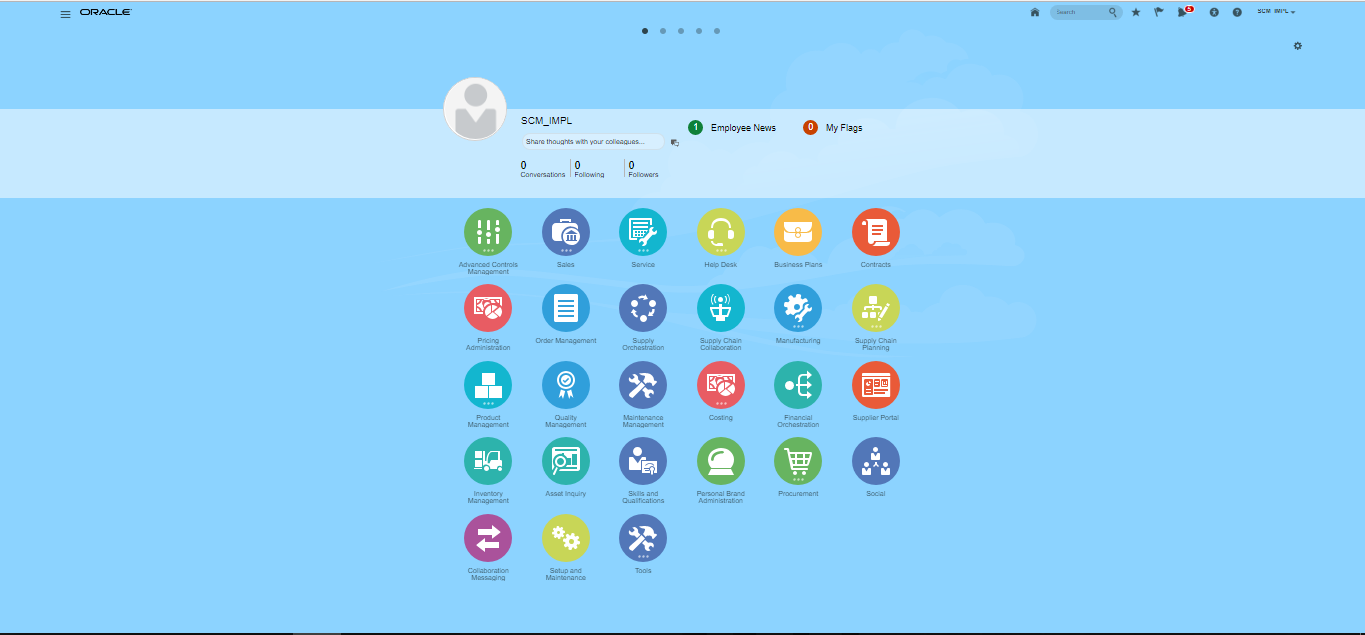 ORACLE
Search
5
?
SCM_IMPL
SCM_IMPL
1 Employee News
0 My Flags
Share thoughts with your colleagues...
0 0 0
Conversations Following Followers
Advanced Controls
Management
Sales
Service
Help Desk
Business Plans
Contracts
Pricing
Administration
Order Management
Supply
Orchestration
Supply Chain
Collaboration
Manufacturing
Supply Chain
Planning
Product
Management
Quality
Management
Maintenance
Management
Costing
Financial
Orchestration
Supplier Portal
Inventory
Management
Asset Inquiry
Skills and
Qualifications
Personal Brand
Administration
Procurement
Social
Collaboration
Messaging
Setup and
Maintenance
Tools